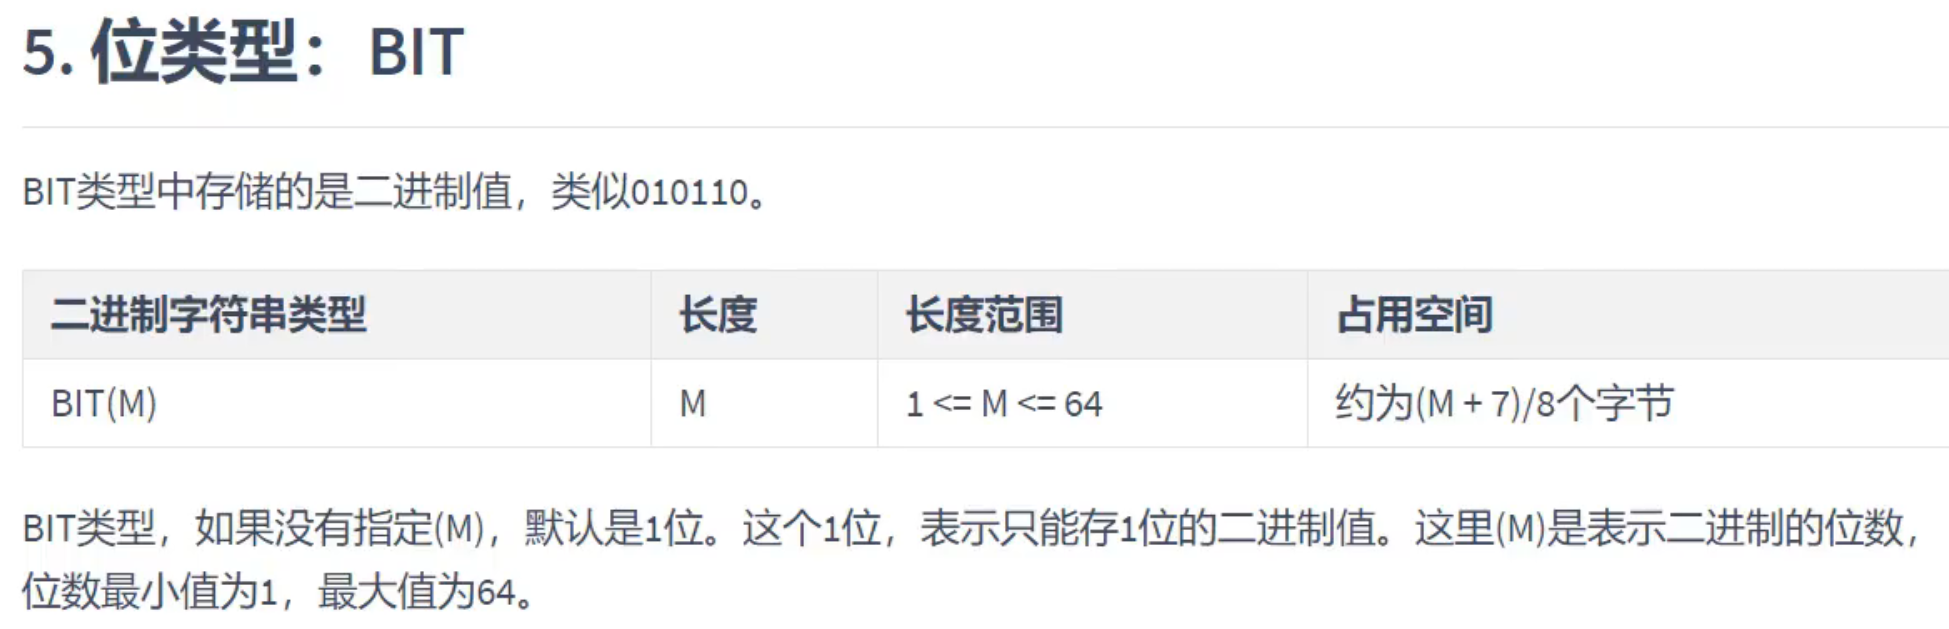 5. 位类型：BIT
BIT类型中存储的是二进制值，类似010110。
二进制字符串类型 长度 长度范围 占用空间
BIT(M) M 1 <= M <= 64 约为(M + 7)/8个字节
BIT类型，如果没有指定(M)，默认是1位。这个1位，表示只能存1位的二进制值。这里(M)是表示二进制的位数，
位数最小值为1，最大值为64。